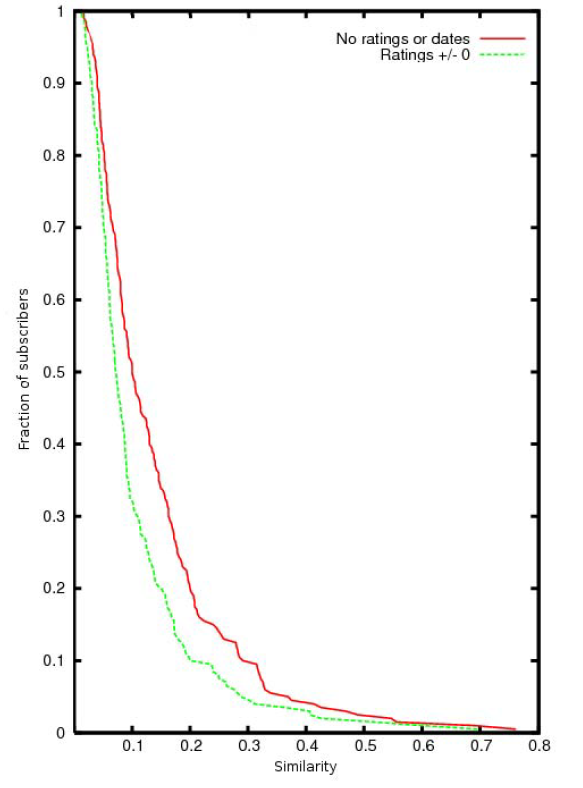 No ratings or dates
Ratings +/- 0
1
0.9
0.8
0.7
0.6
0.5
0.4
0.3
0.2
0.1
0
Fraction of subscribers
0.1 0.2 0.3 0.4 0.5 0.6 0.7 0.8
Similarity